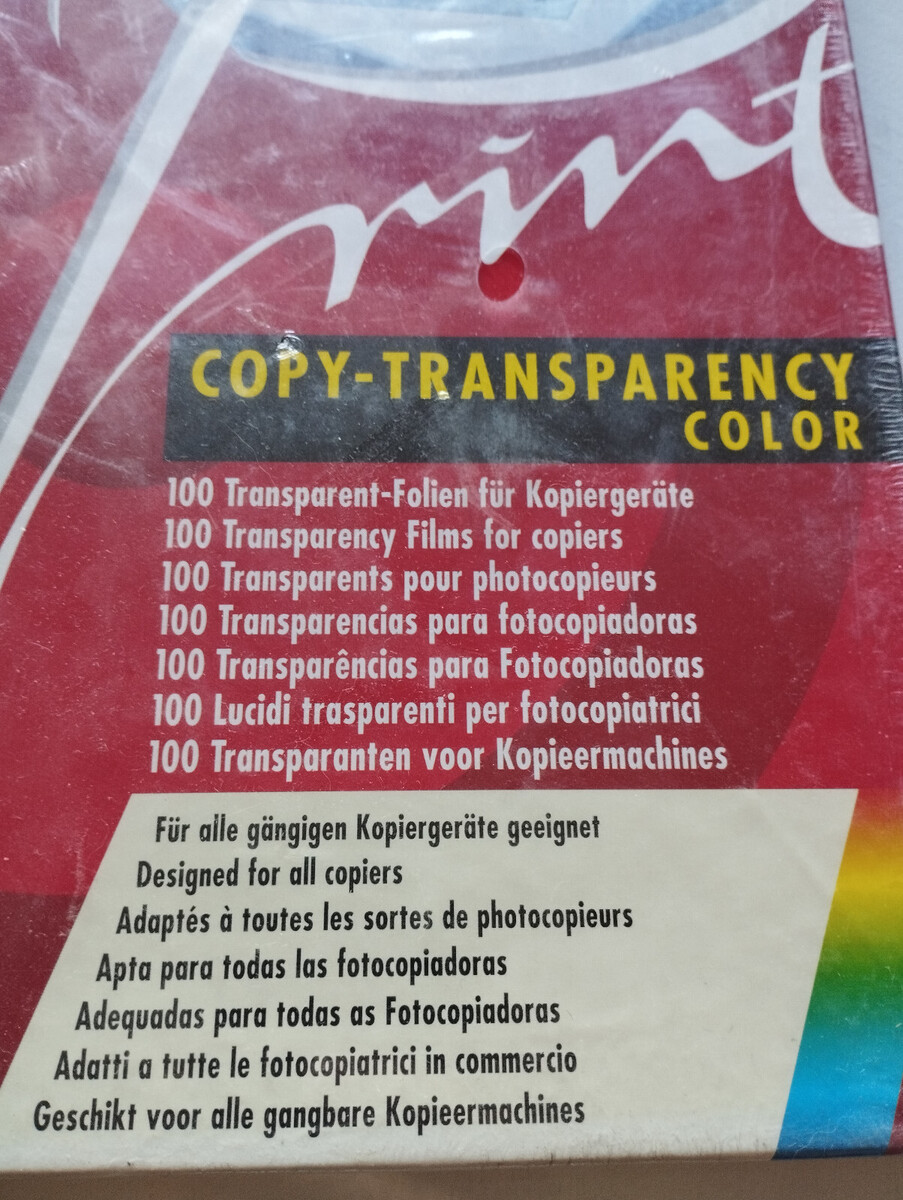 rint
COPY-TRANSPARENCY
COLOR
100 Transparent-Folien für Kopiergeräte
100 Transparency Films for copiers
100 Transparents pour photocopieurs
100 Transparencias para fotocopiadoras
100 Transparências para Fotocopiadoras
100 Lucidi trasparenti per fotocopiatrici
100 Transparanten voor Kopieermachines
Für alle gängigen Kopiergeräte geeignet
Designed for all copiers
Adaptés à toutes les sortes de photocopieurs
Apta para todas las fotocopiadoras
Adequadas para todas as Fotocopiadoras
Adatti a tutte le fotocopiatrici in commercio
Geschikt voor alle gangbare Kopieermachines